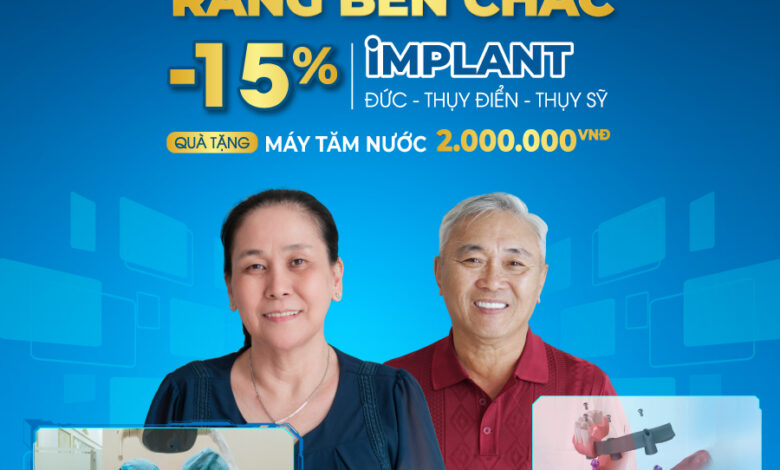 RĂNG BỀN CHẮC
-15% iMPLANT
ĐỨC - THỤY ĐIỂN - THỤY SỸ
QUÀ TẶNG MÁY TĂM NƯỚC 2.000.000VNĐ